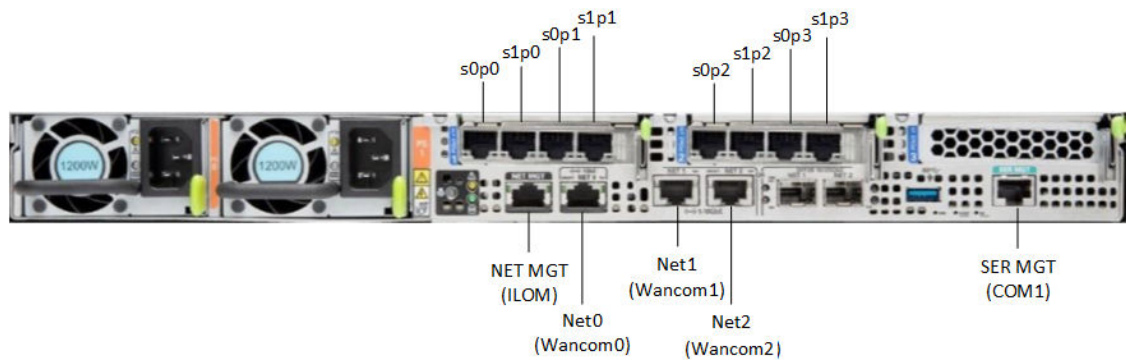 s1p1
s1p3
s0p1
s0p3
s1p0
s1p2
s0p0
s0p2
1200W
1200W
NET MGT
SER MGT
NET MGT
(ILOM)
Net1
(Wancom1)
SER MGT
(COM1)
Net0
(Wancom0)
Net2
(Wancom2)